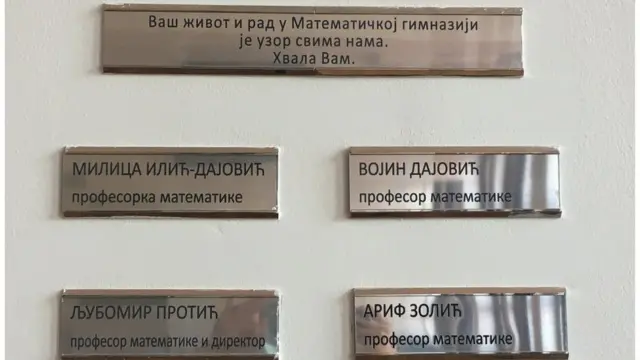 Ваш живот и рад у Математичкој гимназији
је узор свима нама.
Хвала Вам.
МИЛИЦА ИЛИЋ-ДАЈОВИЋ
професорка математике
ВОЈИН ДАЈОВИЋ
професор математике
ЉУБОМИР ПРОТИЋ
професор математике и директор
АРИФ ЗОЛИЋ
професор математике